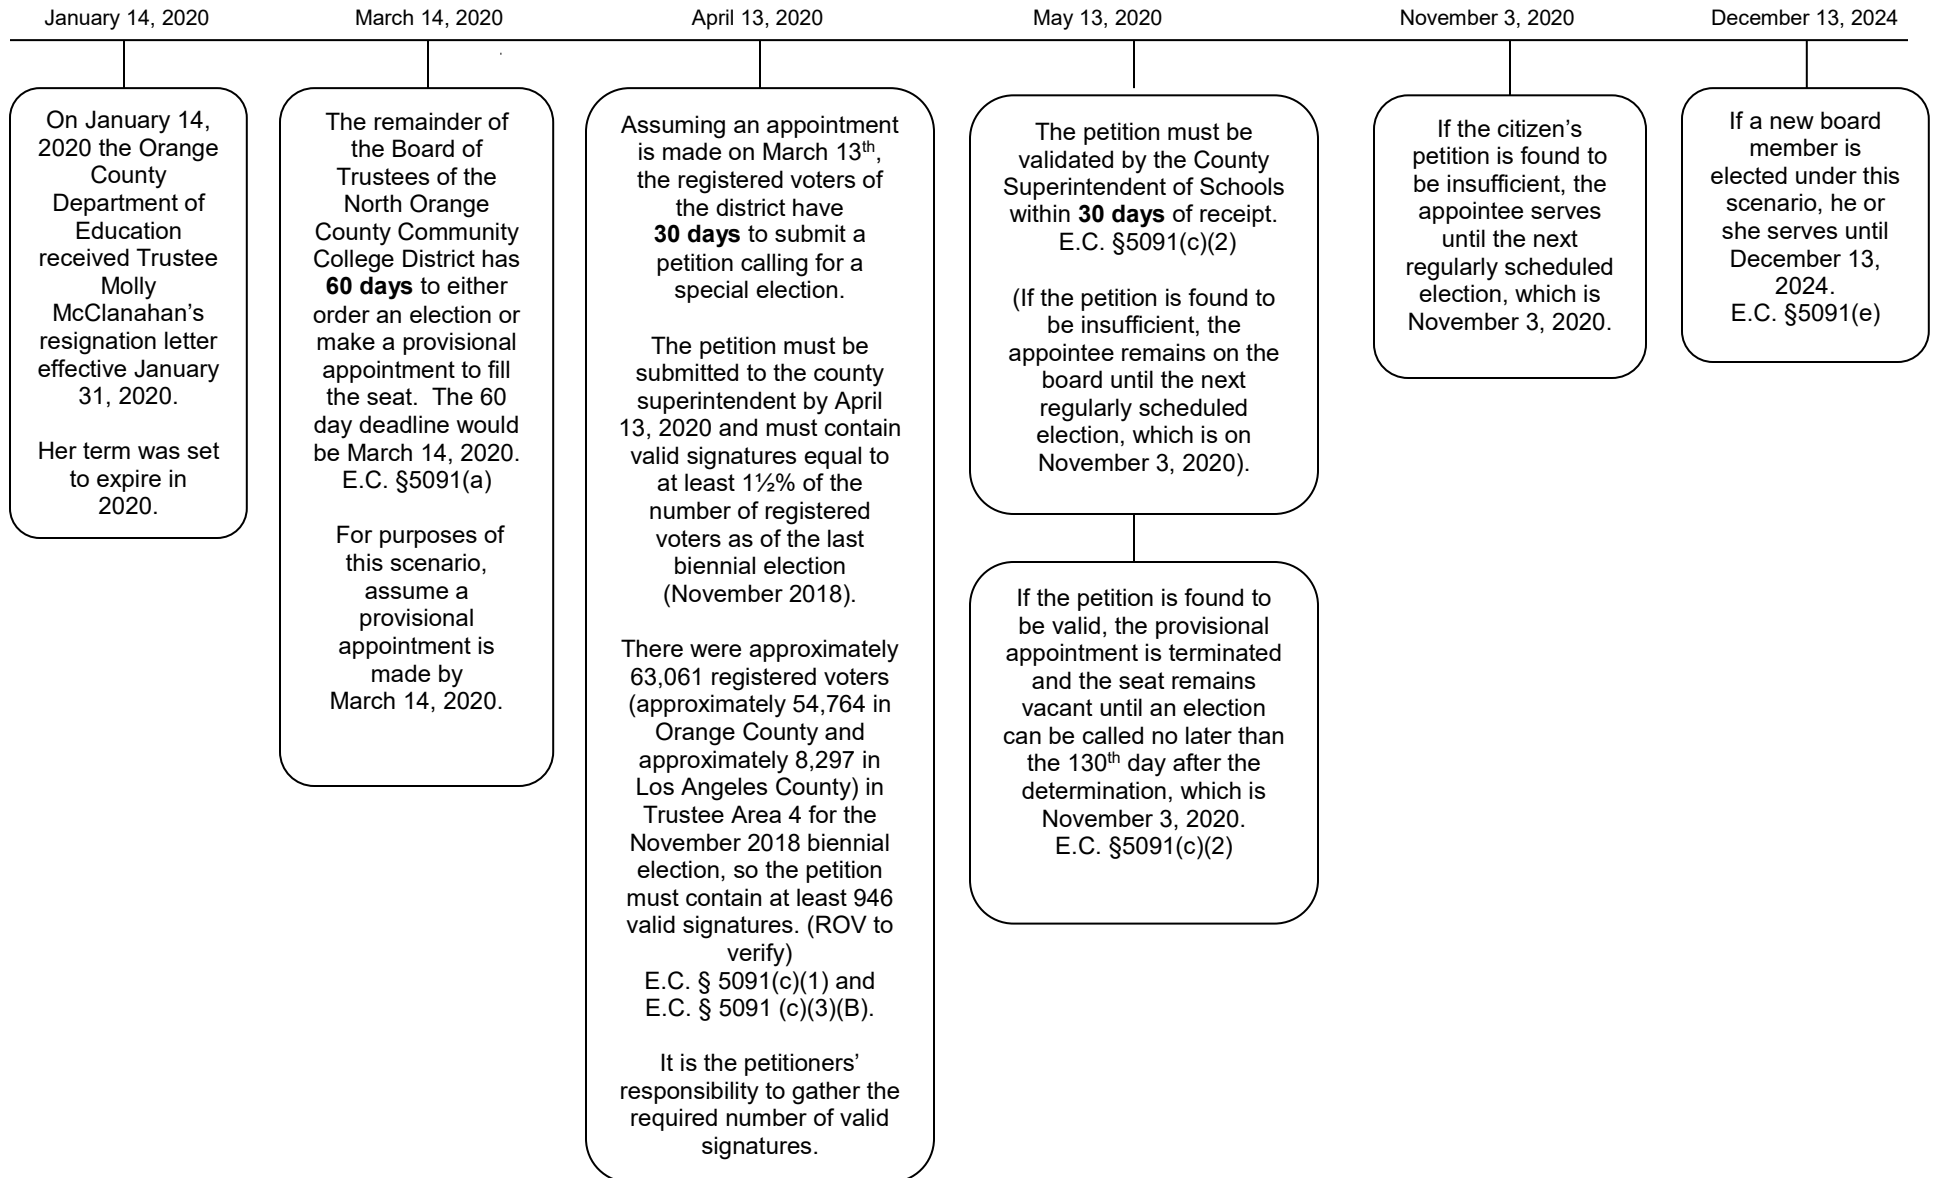 January 14, 2020
March 14, 2020
April 13, 2020
May 13, 2020
November 3, 2020
December 13, 2024
On January 14,
2020 the Orange
County
Department of
Education
received Trustee
Molly
McClanahan’s
resignation letter
effective January
31, 2020.
Her term was set
to expire in
2020.
The remainder of
the Board of
Trustees of the
North Orange
County Community
College District has
60 days to either
order an election or
make a provisional
appointment to fill
the seat.  The 60
day deadline would
be March 14, 2020.
E.C. §5091(a)
For purposes of
this scenario,
assume a
provisional
appointment is
made by
March 14, 2020.
Assuming an appointment
is made on March 13th,
the registered voters of
the district have
30 days to submit a
petition calling for a
special election.
The petition must be
submitted to the county
superintendent by April
13, 2020 and must contain
valid signatures equal to
at least 1½% of the
number of registered
voters as of the last
biennial election
(November 2018).
There were approximately
63,061 registered voters
(approximately 54,764 in
Orange County and
approximately 8,297 in
Los Angeles County) in
Trustee Area 4 for the
November 2018 biennial
election, so the petition
must contain at least 946
valid signatures. (ROV to
verify)
E.C. § 5091(c)(1) and
E.C. § 5091 (c)(3)(B).
It is the petitioners’
responsibility to gather the
required number of valid
signatures.
The petition must be
validated by the County
Superintendent of Schools
within 30 days of receipt.
E.C. §5091(c)(2)
(If the petition is found to
be insufficient, the
appointee remains on the
board until the next
regularly scheduled
election, which is on
November 3, 2020).
If the petition is found to
be valid, the provisional
appointment is terminated
and the seat remains
vacant until an election
can be called no later than
the 130th day after the
determination, which is
November 3, 2020.
E.C. §5091(c)(2)
If the citizen’s
petition is found to
be insufficient, the
appointee serves
until the next
regularly scheduled
election, which is
November 3, 2020.
If a new board
member is
elected under this
scenario, he or
she serves until
December 13,
2024.
E.C. §5091(e)